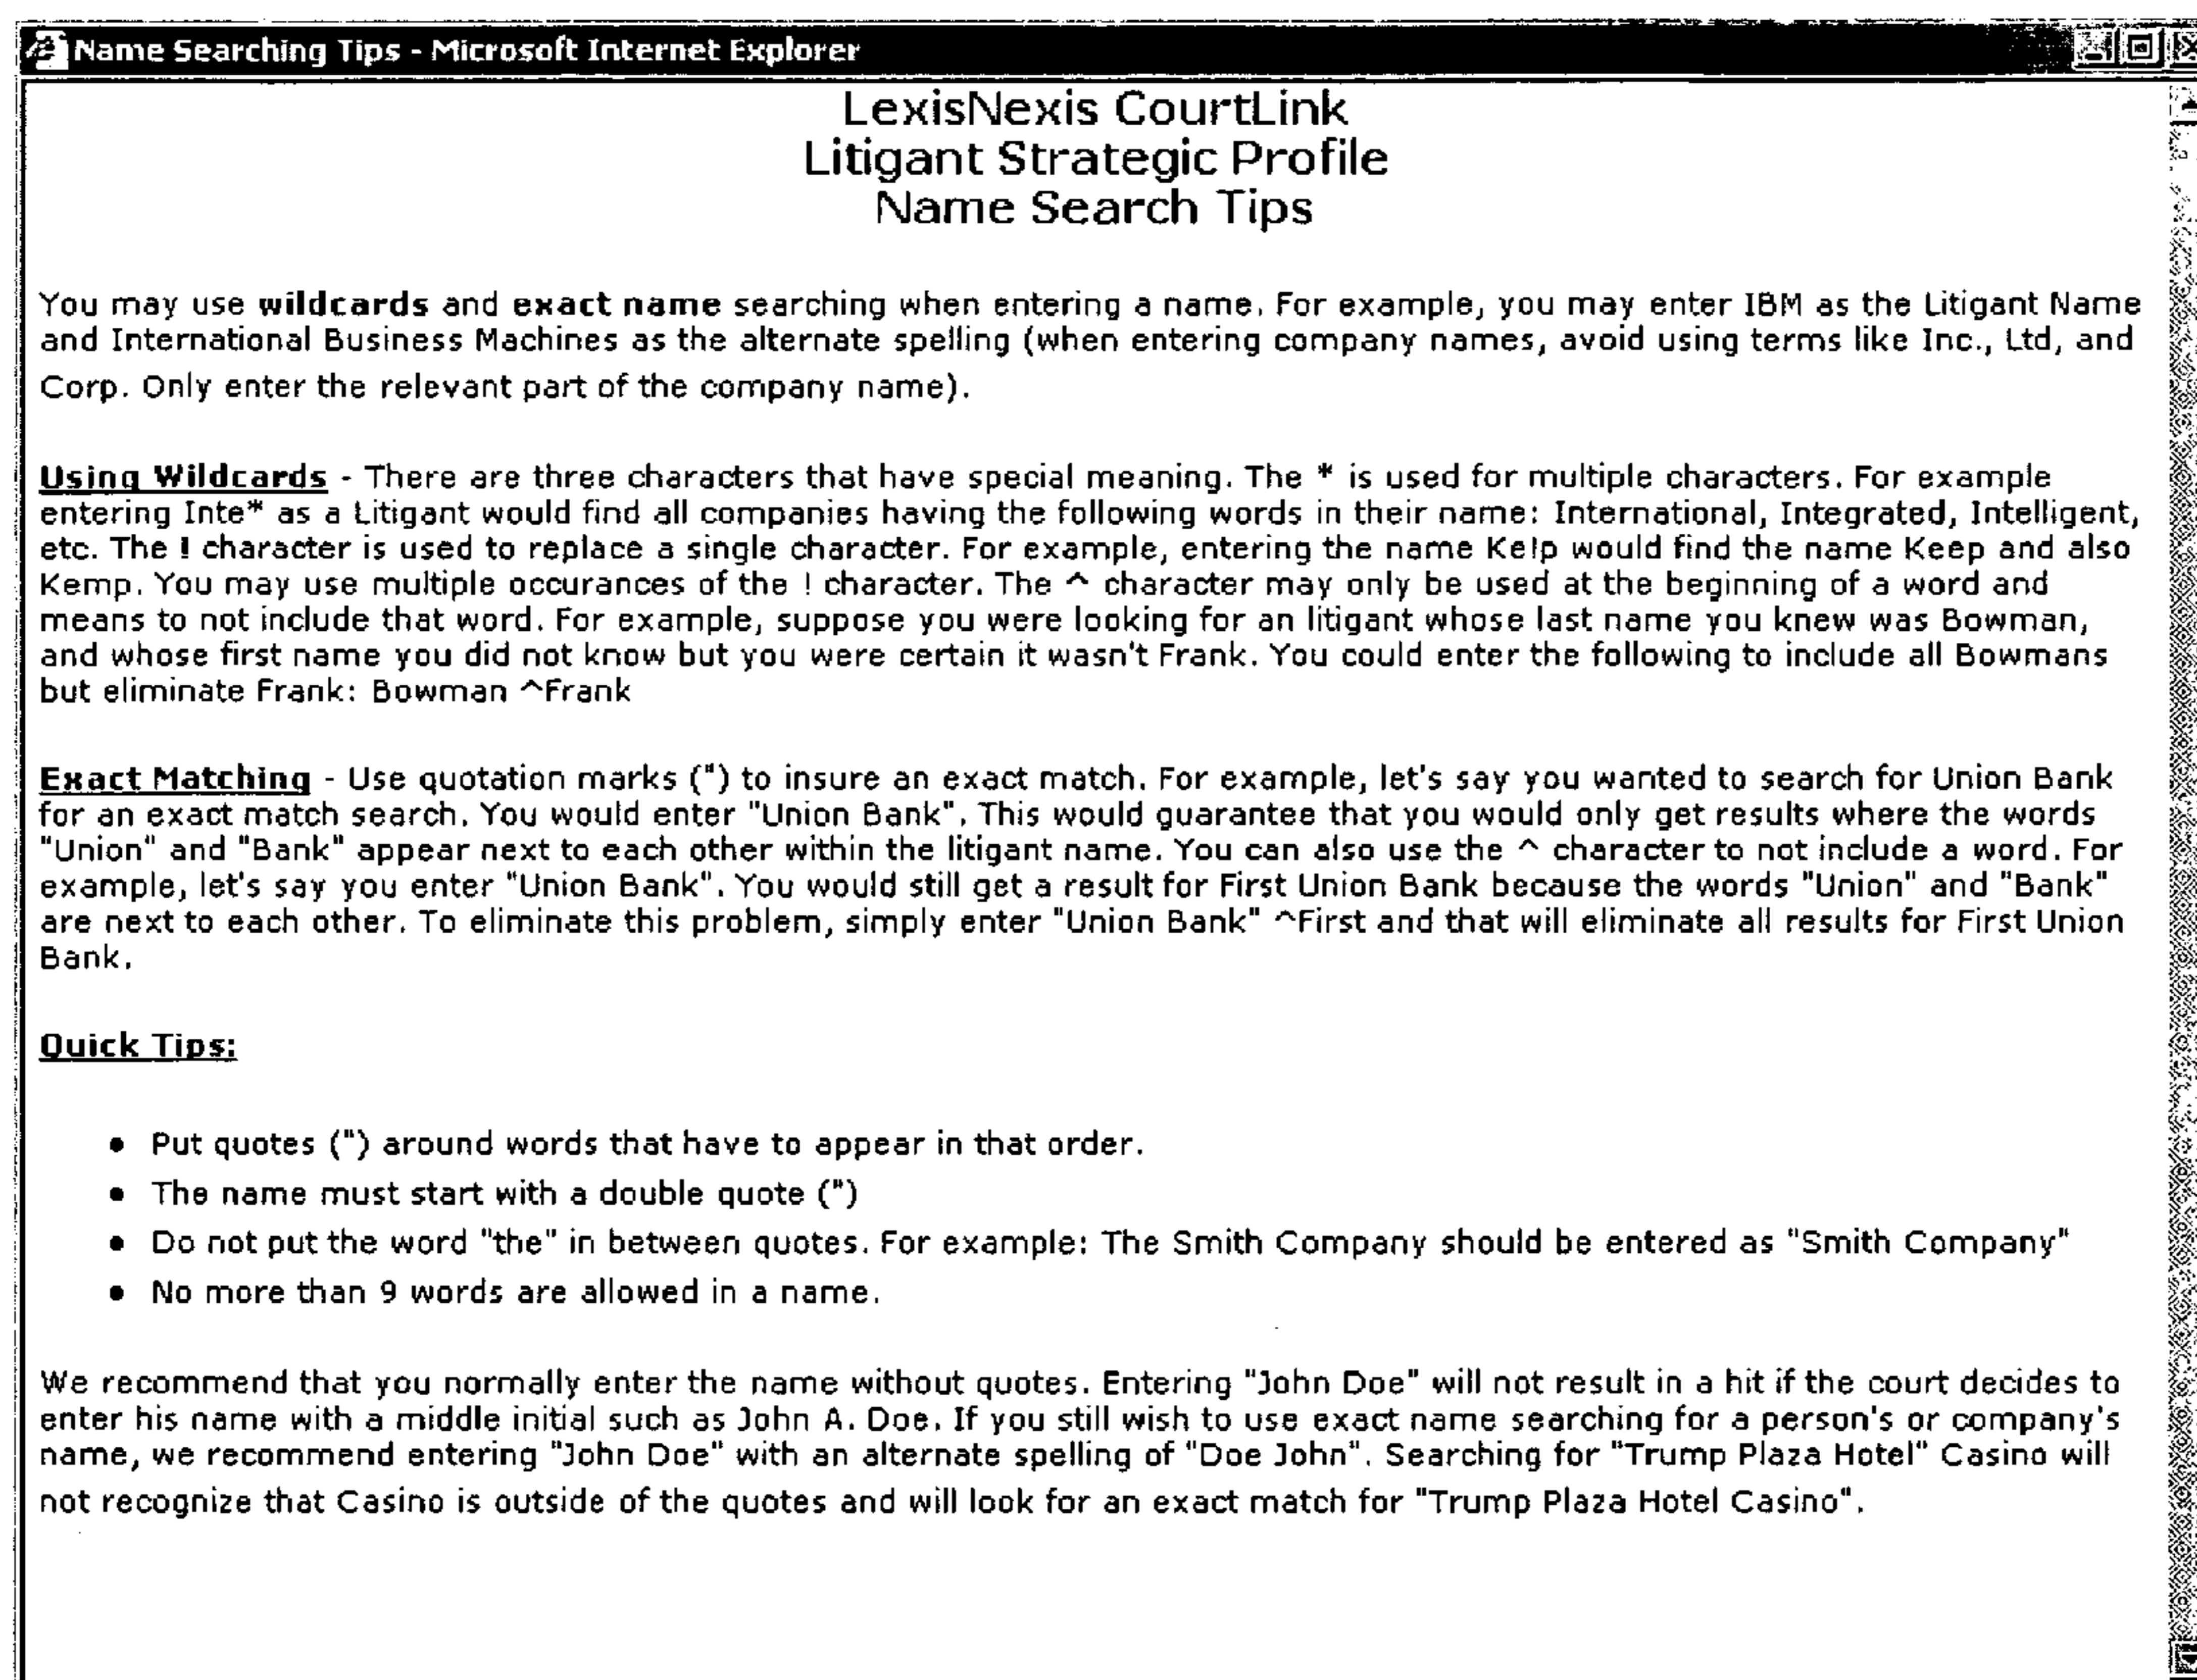 Name Searching Tips - Microsoft Internet Explorer
LexisNexis CourtLink
Litigant Strategic Profile
Name Search Tips
You may use wildcards and exact name searching when entering a name. For example, you may enter IBM as the Litigant Name
and International Business Machines as the alternate spelling (when entering company names, avoid using terms like Inc., Ltd, and
Corp. Only enter the relevant part of the company name).
Using Wildcards - There are three characters that have special meaning. The * is used for multiple characters. For example
entering Inte* as a Litigant would find all companies having the following words in their name: International, Integrated, Intelligent,
etc. The ! character is used to replace a single character. For example, entering the name Ke!p would find the name Keep and also
Kemp. You may use multiple occurances of the ! character. The ^ character may only be used at the beginning of a word and
means to not include that word. For example, suppose you were looking for an litigant whose last name you knew was Bowman,
and whose first name you did not know but you were certain it wasn't Frank. You could enter the following to include all Bowmans
but eliminate Frank: Bowman ^Frank
Exact Matching - Use quotation marks (") to insure an exact match. For example, let's say you wanted to search for Union Bank
for an exact match search. You would enter "Union Bank". This would guarantee that you would only get results where the words
"Union" and "Bank" appear next to each other within the litigant name. You can also use the ^ character to not include a word. For
example, let's say you enter "Union Bank". You would still get a result for First Union Bank because the words "Union" and "Bank"
are next to each other. To eliminate this problem, simply enter "Union Bank" ^First and that will eliminate all results for First Union
Bank.
Quick Tips:
• Put quotes (") around words that have to appear in that order.
• The name must start with a double quote (")
• Do not put the word "the" in between quotes. For example: The Smith Company should be entered as "Smith Company"
• No more than 9 words are allowed in a name.
We recommend that you normally enter the name without quotes. Entering "John Doe" will not result in a hit if the court decides to
enter his name with a middle initial such as John A. Doe. If you still wish to use exact name searching for a person's or company's
name, we recommend entering "John Doe" with an alternate spelling of "Doe John". Searching for "Trump Plaza Hotel" Casino will
not recognize that Casino is outside of the quotes and will look for an exact match for "Trump Plaza Hotel Casino".